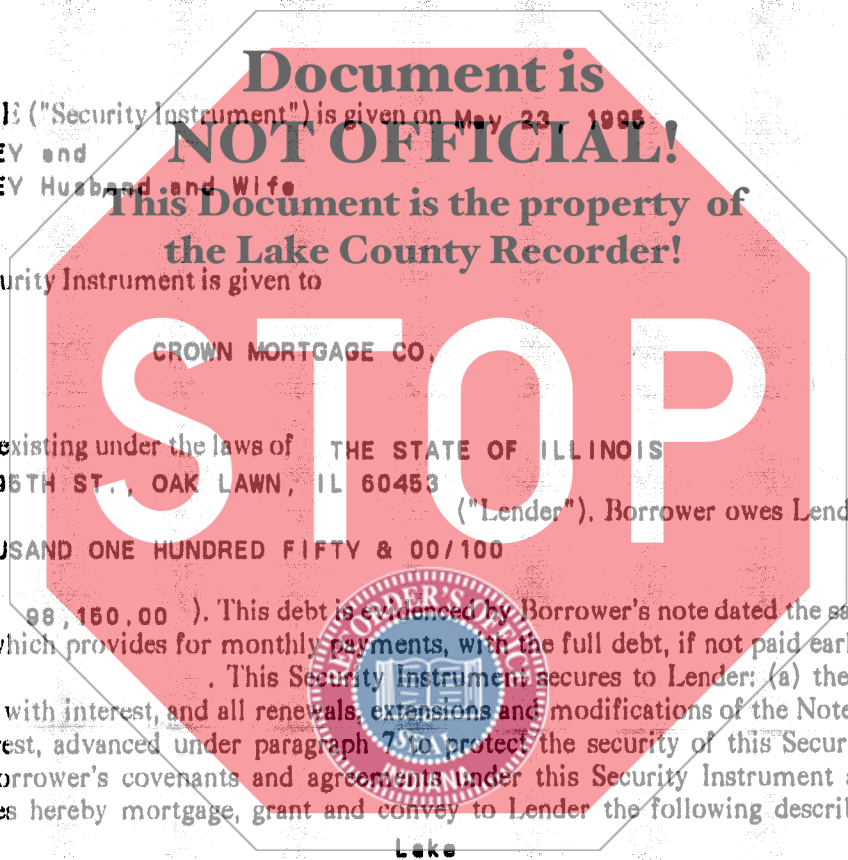 Document is
E ("Security Instrument") is given on May 23, 1995
NOT OFFICIAL!
EY and
EY Husband and Wife
This Document is the property of
the Lake County Recorder!
urity Instrument is given to
STOP
CROWN MORTGAGE CO.
existing under the laws of THE STATE OF ILLINOIS
95TH ST., OAK LAWN, IL 60453
("Lender"). Borrower owes Lend
USAND ONE HUNDRED FIFTY & 00/100
98,150.00 ). This debt is evidenced by Borrower's note dated the sa
which provides for monthly payments, with the full debt, if not paid earl
. This Security Instrument secures to Lender: (a) the
with interest, and all renewals, extensions and modifications of the Note
est, advanced under paragraph 7 to protect the security of this Secur
orrower's covenants and agreements under this Security Instrument a
es hereby mortgage, grant and convey to Lender the following descri
RECORDER'S OFFICE
Lake